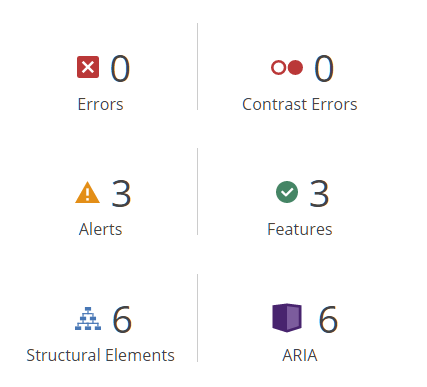 0 0
Errors Contrast Errors
3 3
Alerts Features
6 6
Structural Elements ARIA